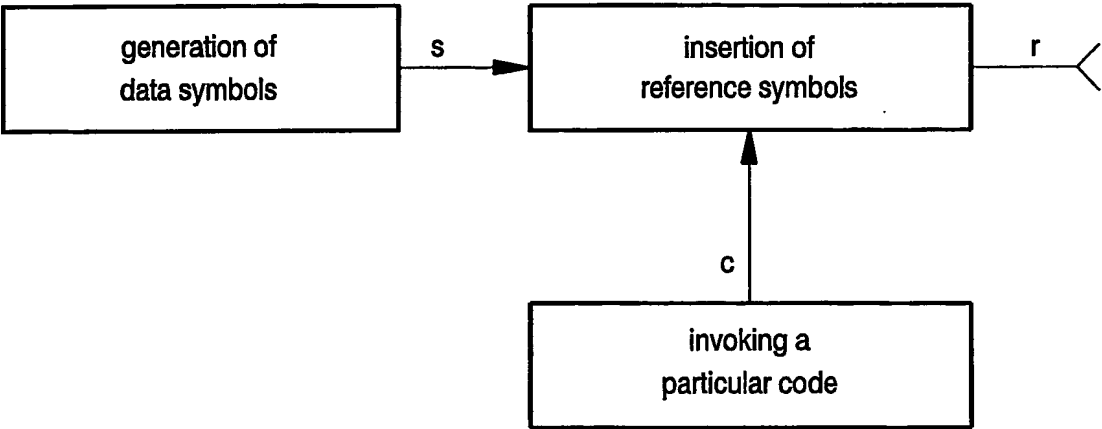 generation of
data symbols
s
insertion of
reference symbols
r
c
invoking a
particular code